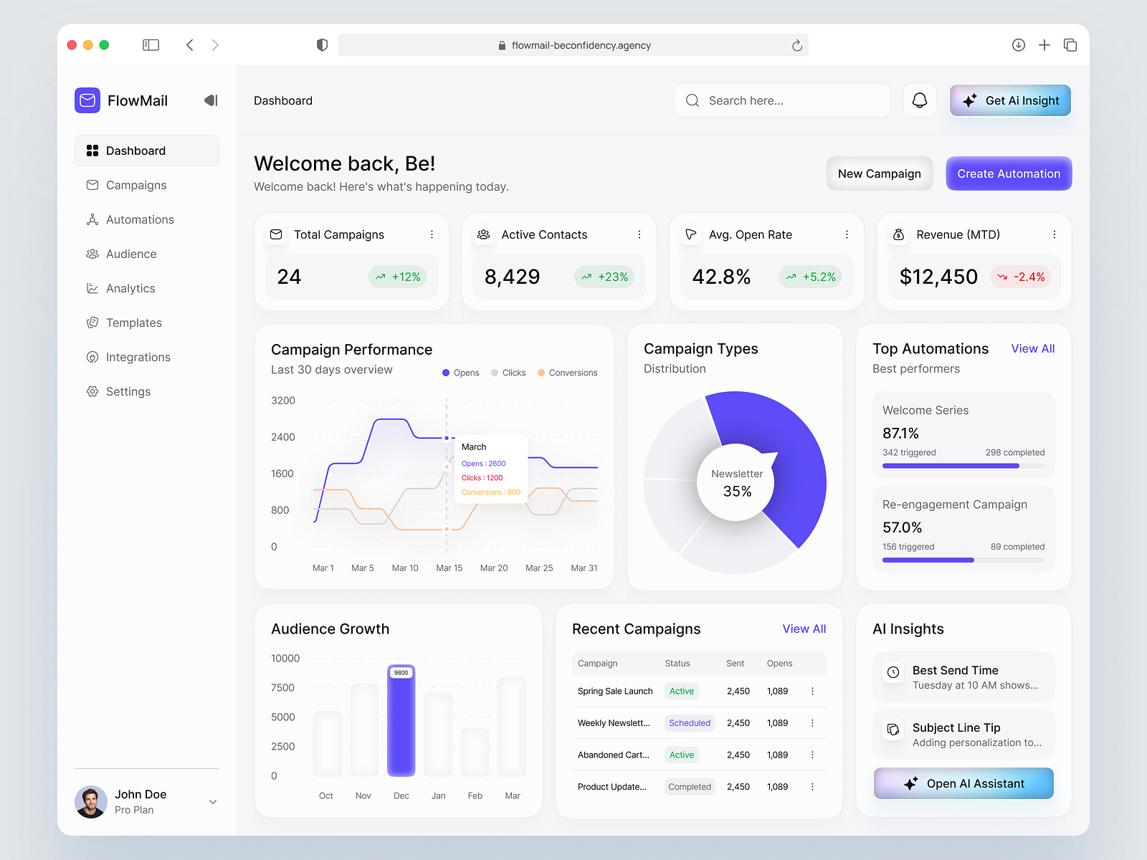 flowmail-beconfidency.agency
FlowMail
Dashboard
Campaigns
Automations
Audience
Analytics
Templates
Integrations
Settings
John Doe
Pro Plan
Dashboard
Search here...
Get Ai Insight
Welcome back, Be!
Welcome back! Here's what's happening today.
New Campaign
Create Automation
Total Campaigns
24
+12%
Active Contacts
8,429
+23%
Avg. Open Rate
42.8%
+5.2%
Revenue (MTD)
$12,450
-2.4%
Campaign Performance
Last 30 days overview
Opens
Clicks
Conversions
3200
2400
1600
800
0
March
Opens : 2600
Clicks : 1200
Conversions : 800
Mar 1
Mar 5
Mar 10
Mar 15
Mar 20
Mar 25
Mar 31
Campaign Types
Distribution
Newsletter
35%
Top Automations
View All
Best performers
Welcome Series
87.1%
342 triggered
298 completed
Re-engagement Campaign
57.0%
156 triggered
89 completed
Audience Growth
10000
7500
5000
2500
0
9800
Oct
Nov
Dec
Jan
Feb
Mar
Recent Campaigns
View All
Campaign Status Sent Opens
Spring Sale Launch Active 2,450 1,089
Weekly Newslett... Scheduled 2,450 1,089
Abandoned Cart... Active 2,450 1,089
Product Update... Completed 2,450 1,089
AI Insights
Best Send Time
Tuesday at 10 AM shows...
Subject Line Tip
Adding personalization to...
Open AI Assistant